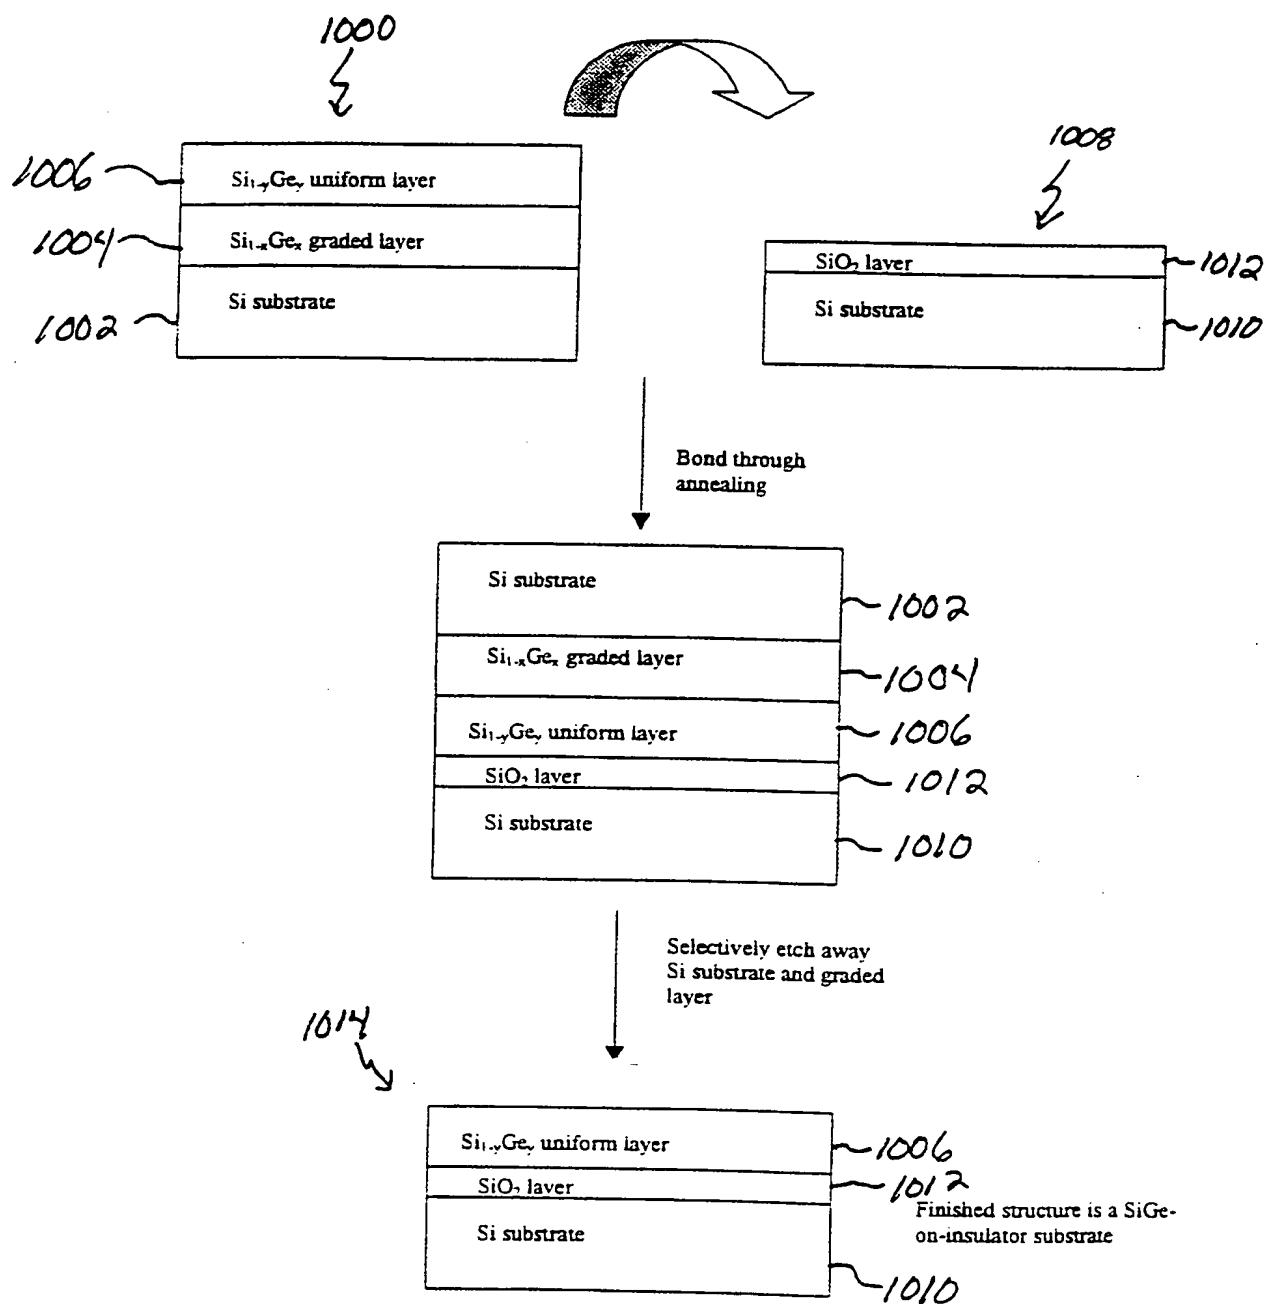 1000
1008
1006
Si₁₋yGey uniform layer
1004
Si₁₋ₓGeₓ graded layer
SiO₂ layer
1012
Si substrate
1002
Si substrate
1010
Bond through
annealing
Si substrate
1002
Si₁₋ₓGeₓ graded layer
1004
Si₁₋yGey uniform layer
1006
SiO₂ layer
1012
Si substrate
1010
Selectively etch away
Si substrate and graded
layer
1014
Si₁₋yGey uniform layer
1006
SiO₂ layer
1012
Finished structure is a SiGe-
on-insulator substrate
Si substrate
1010